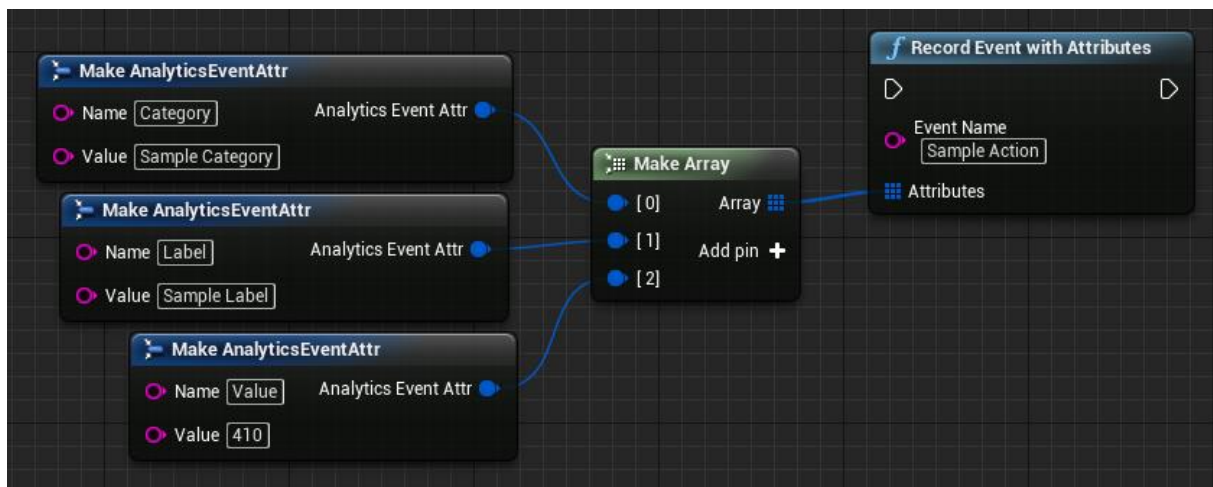 Make AnalyticsEventAttr
Name Category
Analytics Event Attr
Value Sample Category
Make AnalyticsEventAttr
Name Label
Analytics Event Attr
Value Sample Label
Make AnalyticsEventAttr
Name Value
Analytics Event Attr
Value 410
Make Array
[0]
Array
[1]
Add pin +
[2]
f Record Event with Attributes
Event Name
Sample Action
Attributes